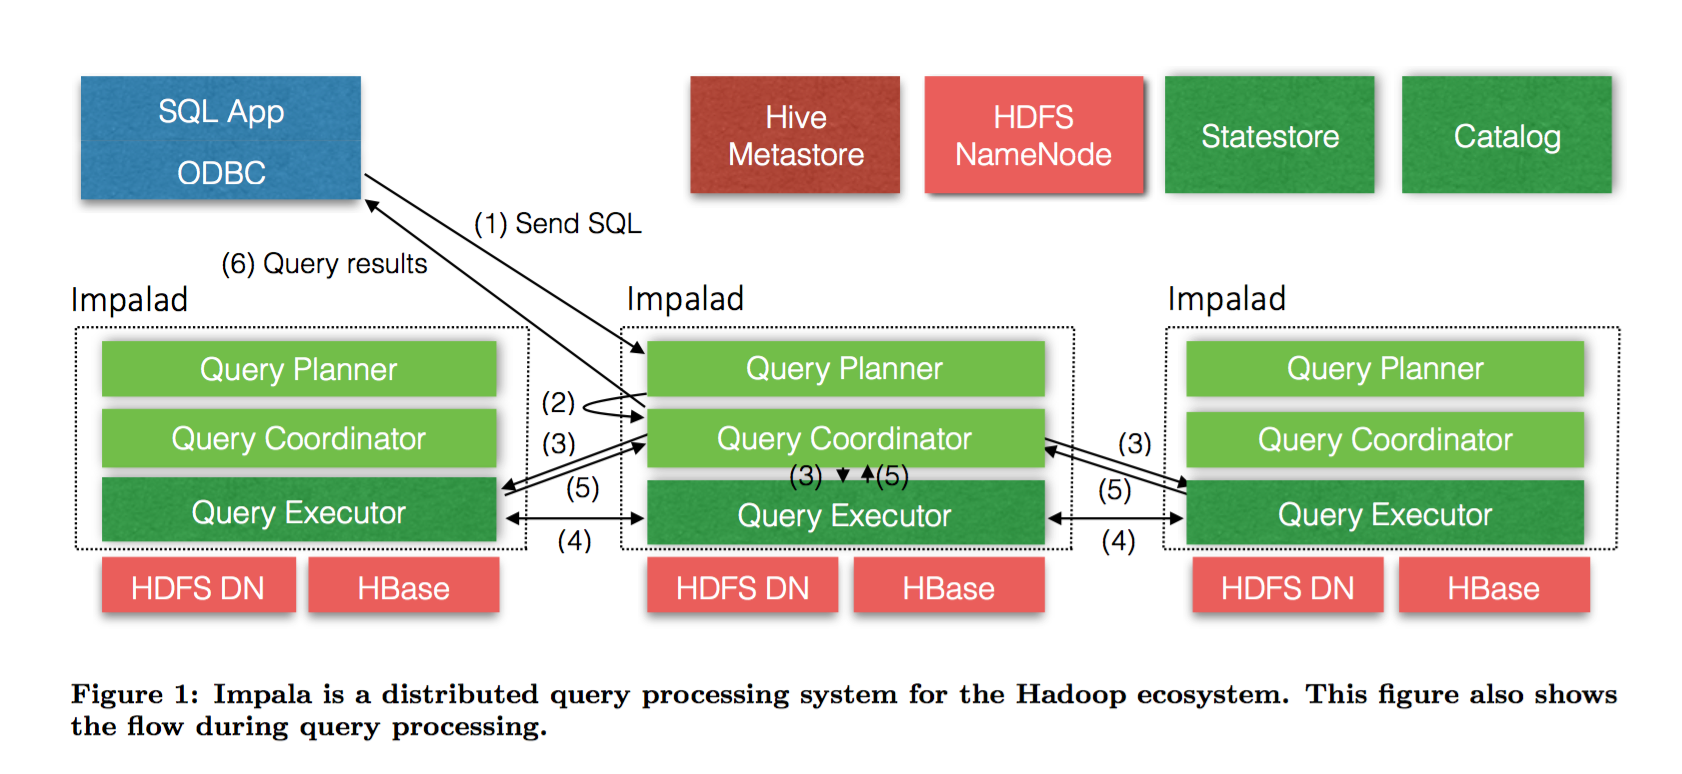 SQL App
ODBC
Hive
Metastore
HDFS
NameNode
Statestore
Catalog
(1) Send SQL
(6) Query results
Impalad
Query Planner
Query Coordinator
Query Executor
HDFS DN
HBase
(2)
(3)
(5)
(4)
Impalad
Query Planner
Query Coordinator
(3)
(5)
Query Executor
HDFS DN
HBase
(3)
(5)
(4)
Impalad
Query Planner
Query Coordinator
Query Executor
HDFS DN
HBase
Figure 1: Impala is a distributed query processing system for the Hadoop ecosystem. This figure also shows
the flow during query processing.